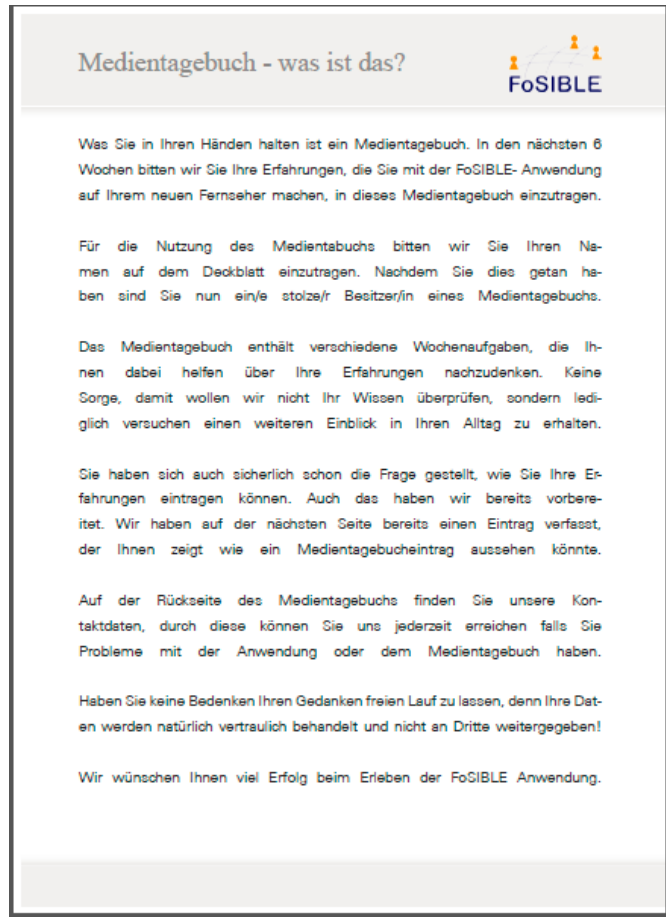 Medientagebuch - was ist das?
FoSIBLE
Was Sie in Ihren Händen halten ist ein Medientagebuch. In den nächsten 6
Wochen bitten wir Sie Ihre Erfahrungen, die Sie mit der FoSIBLE- Anwendung
auf Ihrem neuen Fernseher machen, in dieses Medientagebuch einzutragen.
Für die Nutzung des Medientabuchs bitten wir Sie Ihren Na-
men auf dem Deckblatt einzutragen. Nachdem Sie dies getan ha-
ben sind Sie nun ein/e stolze/r Besitzer/in eines Medientagebuchs.
Das Medientagebuch enthält verschiedene Wochenaufgaben, die Ih-
nen dabei helfen über Ihre Erfahrungen nachzudenken. Keine
Sorge, damit wollen wir nicht Ihr Wissen überprüfen, sondern ledi-
glich versuchen einen weiteren Einblick in Ihren Alltag zu erhalten.
Sie haben sich auch sicherlich schon die Frage gestellt, wie Sie Ihre Er-
fahrungen eintragen können. Auch das haben wir bereits vorbere-
itet. Wir haben auf der nächsten Seite bereits einen Eintrag verfasst,
der Ihnen zeigt wie ein Medientagebucheintrag aussehen könnte.
Auf der Rückseite des Medientagebuchs finden Sie unsere Kon-
taktdaten, durch diese können Sie uns jederzeit erreichen falls Sie
Probleme mit der Anwendung oder dem Medientagebuch haben.
Haben Sie keine Bedenken Ihren Gedanken freien Lauf zu lassen, denn Ihre Dat-
en werden natürlich vertraulich behandelt und nicht an Dritte weitergegeben!
Wir wünschen Ihnen viel Erfolg beim Erleben der FoSIBLE Anwendung.